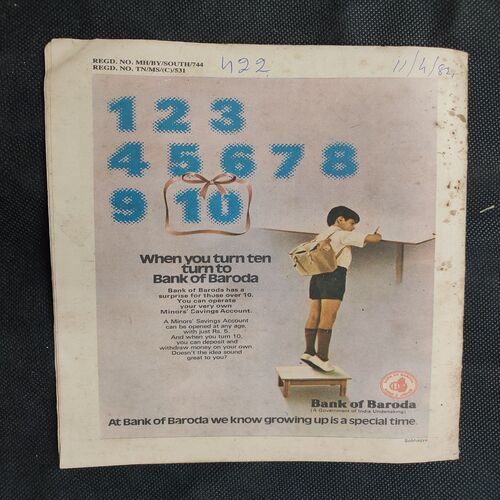 REGD. NO. MH/BY/SOUTH/744
REGD. NO. TN/MS/(C)/531
422
11/4/82
1 2 3
4 5 6 7 8
9 10
When you turn ten
turn to
Bank of Baroda
Bank of Baroda has a
surprise for those over 10.
You can operate
your very own
Minors' Savings Account.
A Minors' Savings Account
can be opened at any age,
with just Rs. 5.
And when you turn 10,
you can deposit and
withdraw money on your own.
Doesn't the idea sound
great to you?
Bank of Baroda
(A Government of India Undertaking)
At Bank of Baroda we know growing up is a special time.
Sobhagya